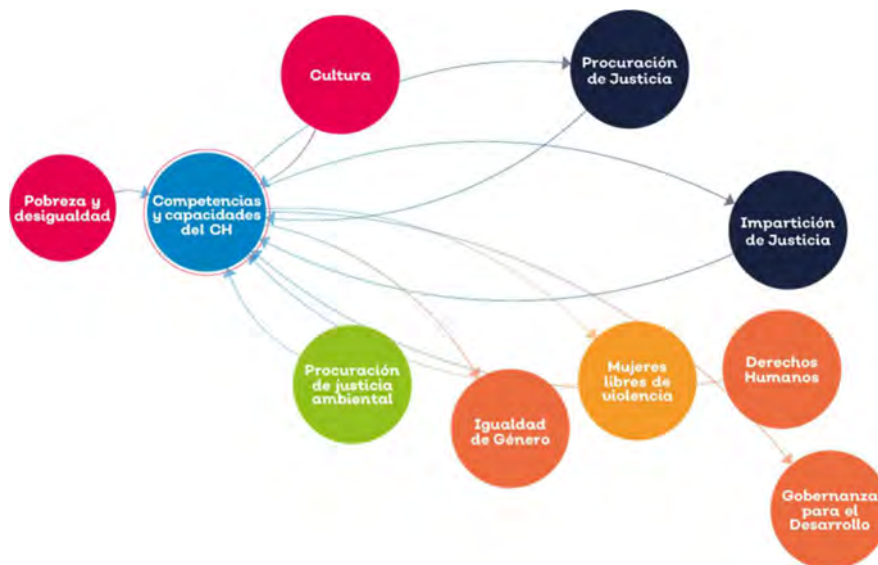 Cultura
Procuración
de Justicia
Pobreza y
desigualdad
Competencias
y capacidades
del CH
Impartición
de Justicia
Procuración
de justicia
ambiental
Igualdad
de Género
Mujeres
libres de
violencia
Derechos
Humanos
Gobernanza
para el
Desarrollo